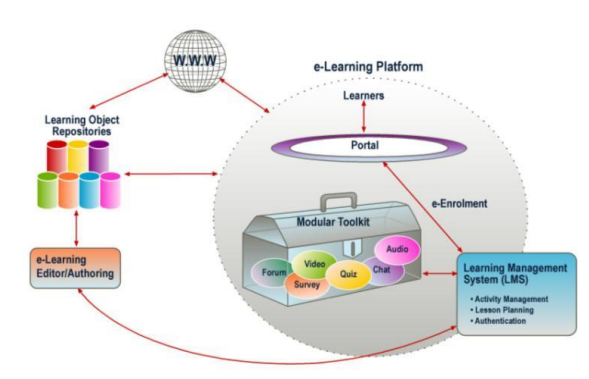 W.W.W
e-Learning Platform
Learners
Learning Object
Repositories
Portal
e-Enrolment
Modular Toolkit
Audio
Video
Forum
Chat
Quiz
Survey
e-Learning
Editor/Authoring
Learning Management
System (LMS)
• Activity Management
• Lesson Planning
• Authentication